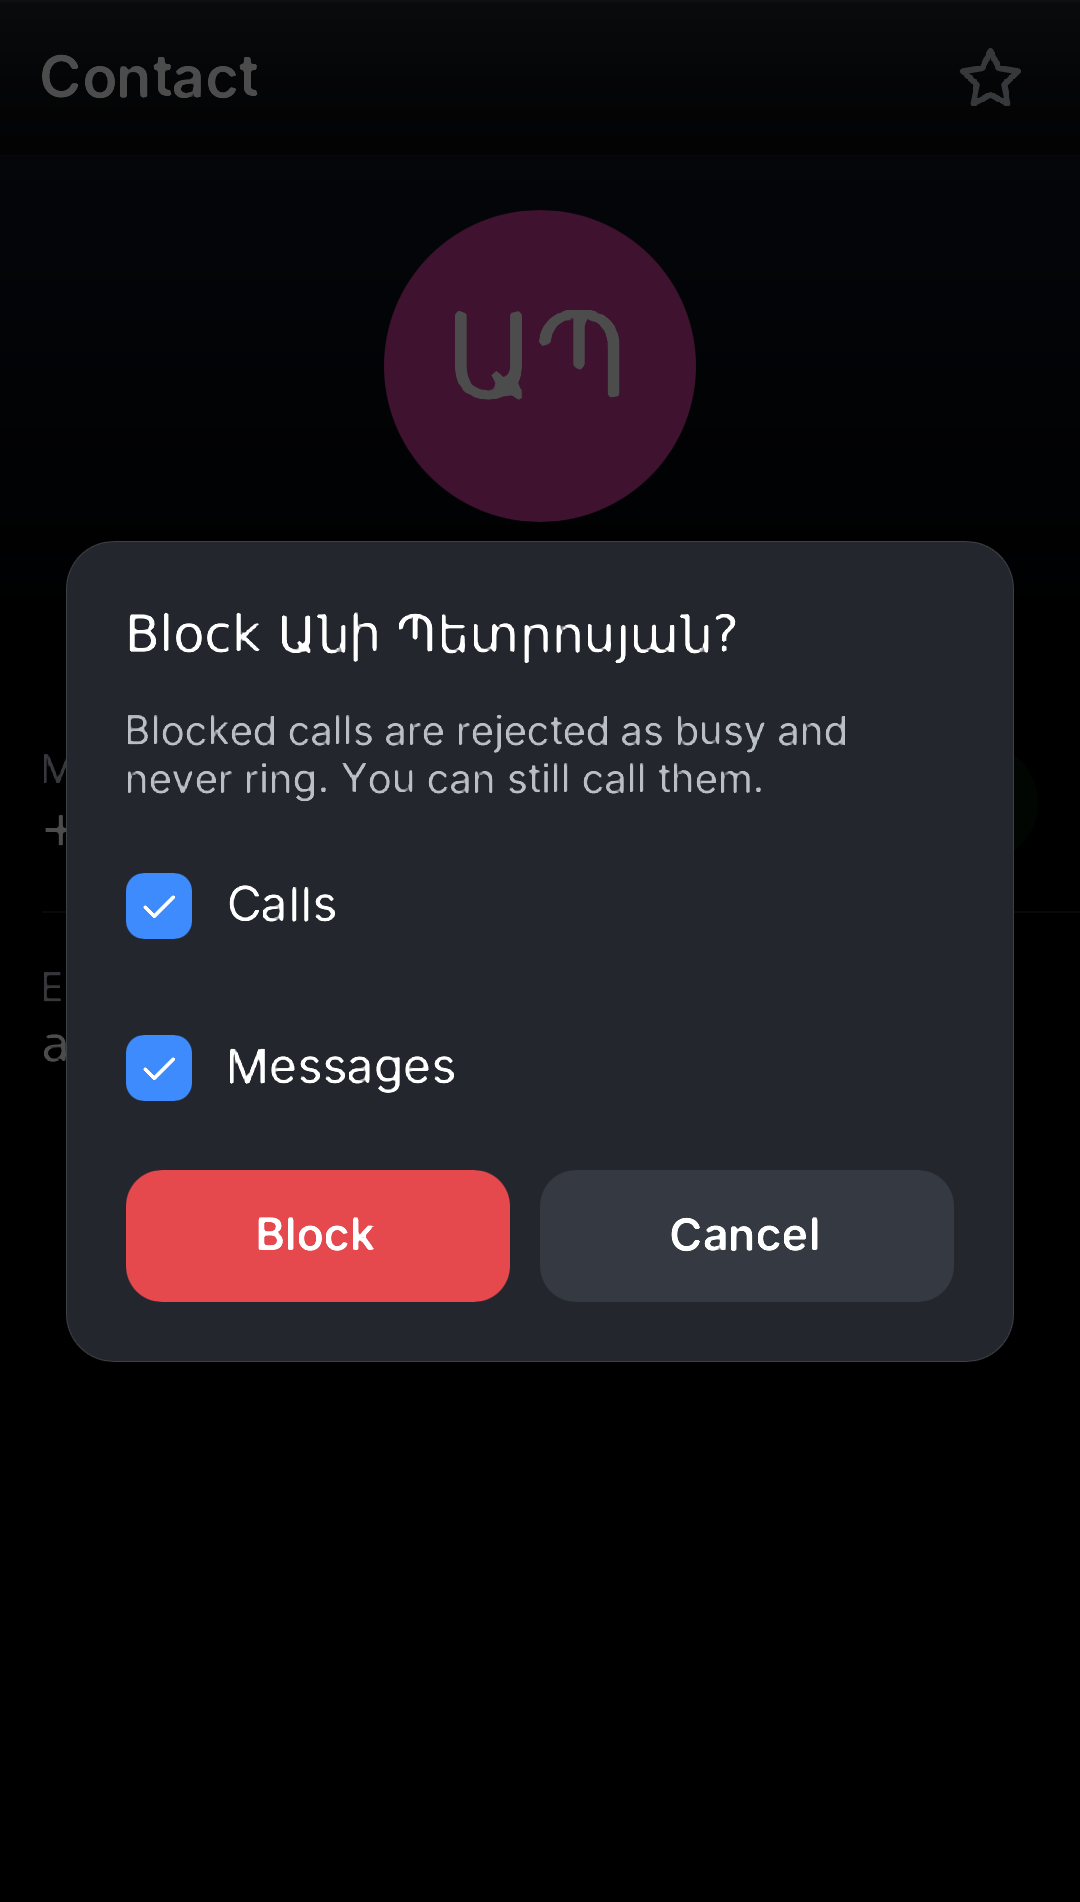 Contact
ԱՊ
Block Անի Պետրոսյան?
Blocked calls are rejected as busy and
never ring. You can still call them.
Calls
Messages
Block
Cancel